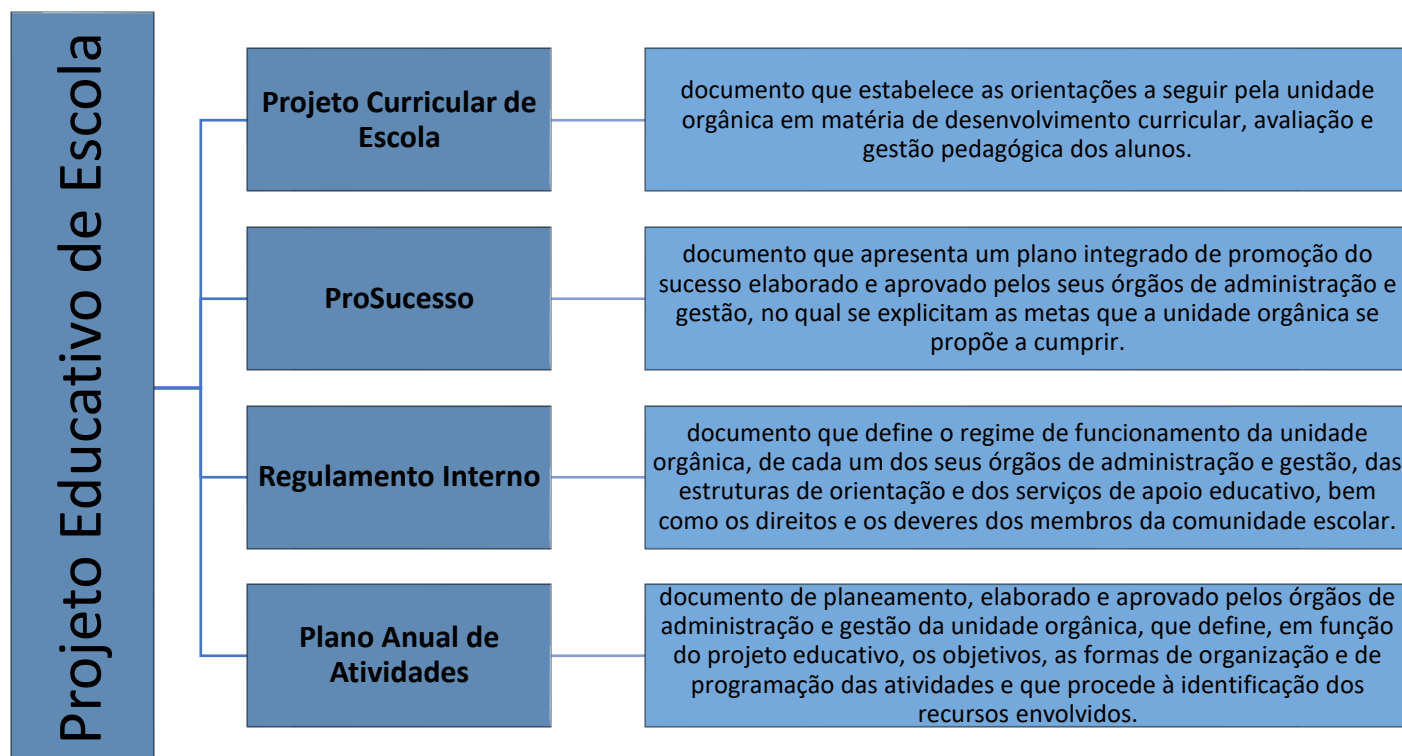 Projeto Educativo de Escola
Projeto Curricular de
Escola
documento que estabelece as orientações a seguir pela unidade
orgânica em matéria de desenvolvimento curricular, avaliação e
gestão pedagógica dos alunos.
ProSucesso
documento que apresenta um plano integrado de promoção do
sucesso elaborado e aprovado pelos seus órgãos de administração e
gestão, no qual se explicitam as metas que a unidade orgânica se
propõe a cumprir.
Regulamento Interno
documento que define o regime de funcionamento da unidade
orgânica, de cada um dos seus órgãos de administração e gestão, das
estruturas de orientação e dos serviços de apoio educativo, bem
como os direitos e os deveres dos membros da comunidade escolar.
Plano Anual de
Atividades
documento de planeamento, elaborado e aprovado pelos órgãos de
administração e gestão da unidade orgânica, que define, em função
do projeto educativo, os objetivos, as formas de organização e de
programação das atividades e que procede à identificação dos
recursos envolvidos.